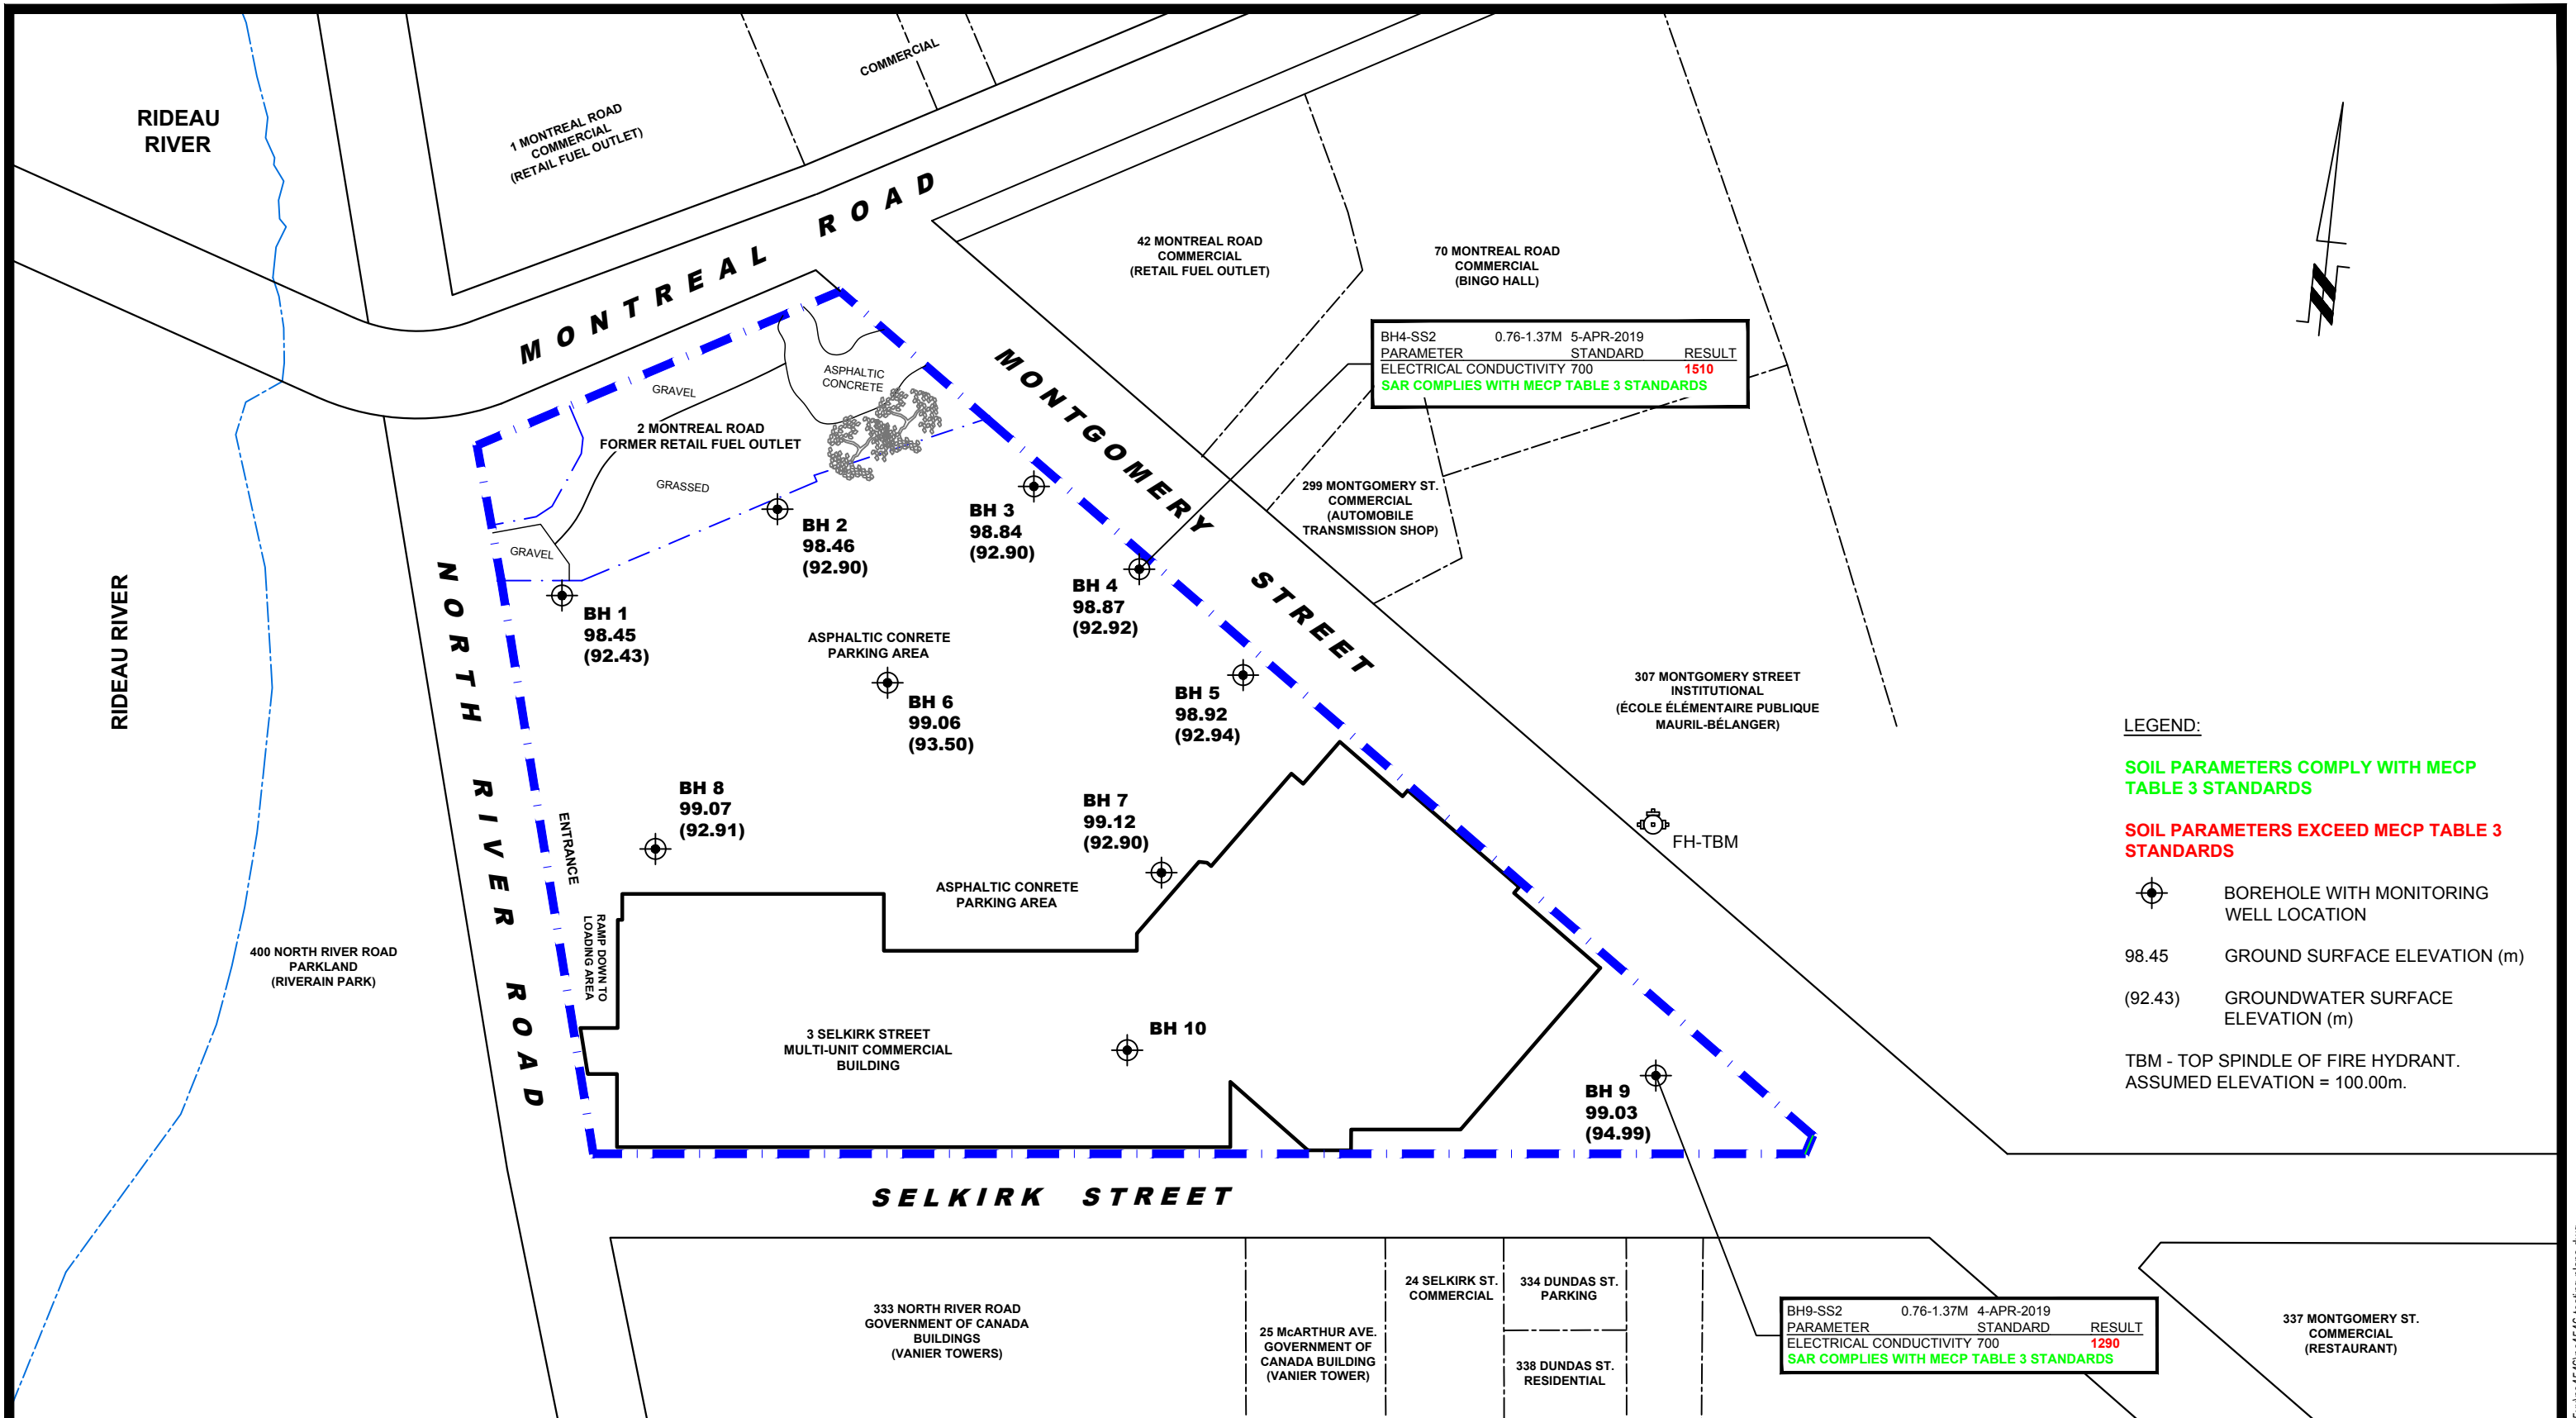 RIDEAU
RIVER
COMMERCIAL
1 MONTREAL ROAD
COMMERCIAL
(RETAIL FUEL OUTLET)
MONTREAL ROAD
42 MONTREAL ROAD
COMMERCIAL
(RETAIL FUEL OUTLET)
70 MONTREAL ROAD
COMMERCIAL
(BINGO HALL)
BH4-SS2 0.76-1.37M 5-APR-2019
PARAMETER STANDARD RESULT
ELECTRICAL CONDUCTIVITY 700 1510
SAR COMPLIES WITH MECP TABLE 3 STANDARDS
MONTGOMERY STREET
ASPHALTIC
CONCRETE
GRAVEL
2 MONTREAL ROAD
FORMER RETAIL FUEL OUTLET
GRASSED
GRAVEL
299 MONTGOMERY ST.
COMMERCIAL
(AUTOMOBILE
TRANSMISSION SHOP)
BH 2
98.46
(92.90)
BH 3
98.84
(92.90)
BH 4
98.87
(92.92)
BH 1
98.45
(92.43)
RIDEAU RIVER
NORTH RIVER ROAD
ASPHALTIC CONRETE
PARKING AREA
BH 6
99.06
(93.50)
BH 5
98.92
(92.94)
307 MONTGOMERY STREET
INSTITUTIONAL
(ÉCOLE ÉLÉMENTAIRE PUBLIQUE
MAURIL-BÉLANGER)
BH 8
99.07
(92.91)
BH 7
99.12
(92.90)
ENTRANCE
FH-TBM
ASPHALTIC CONRETE
PARKING AREA
RAMP DOWN TO
LOADING AREA
400 NORTH RIVER ROAD
PARKLAND
(RIVERAIN PARK)
3 SELKIRK STREET
MULTI-UNIT COMMERCIAL
BUILDING
BH 10
BH 9
99.03
(94.99)
SELKIRK STREET
LEGEND:
SOIL PARAMETERS COMPLY WITH MECP
TABLE 3 STANDARDS
SOIL PARAMETERS EXCEED MECP TABLE 3
STANDARDS
BOREHOLE WITH MONITORING
WELL LOCATION
98.45 GROUND SURFACE ELEVATION (m)
(92.43) GROUNDWATER SURFACE
ELEVATION (m)
TBM - TOP SPINDLE OF FIRE HYDRANT.
ASSUMED ELEVATION = 100.00m.
333 NORTH RIVER ROAD
GOVERNMENT OF CANADA
BUILDINGS
(VANIER TOWERS)
25 McARTHUR AVE.
GOVERNMENT OF
CANADA BUILDING
(VANIER TOWER)
24 SELKIRK ST.
COMMERCIAL
334 DUNDAS ST.
PARKING
338 DUNDAS ST.
RESIDENTIAL
BH9-SS2 0.76-1.37M 4-APR-2019
PARAMETER STANDARD RESULT
ELECTRICAL CONDUCTIVITY 700 1290
SAR COMPLIES WITH MECP TABLE 3 STANDARDS
337 MONTGOMERY ST.
COMMERCIAL
(RESTAURANT)